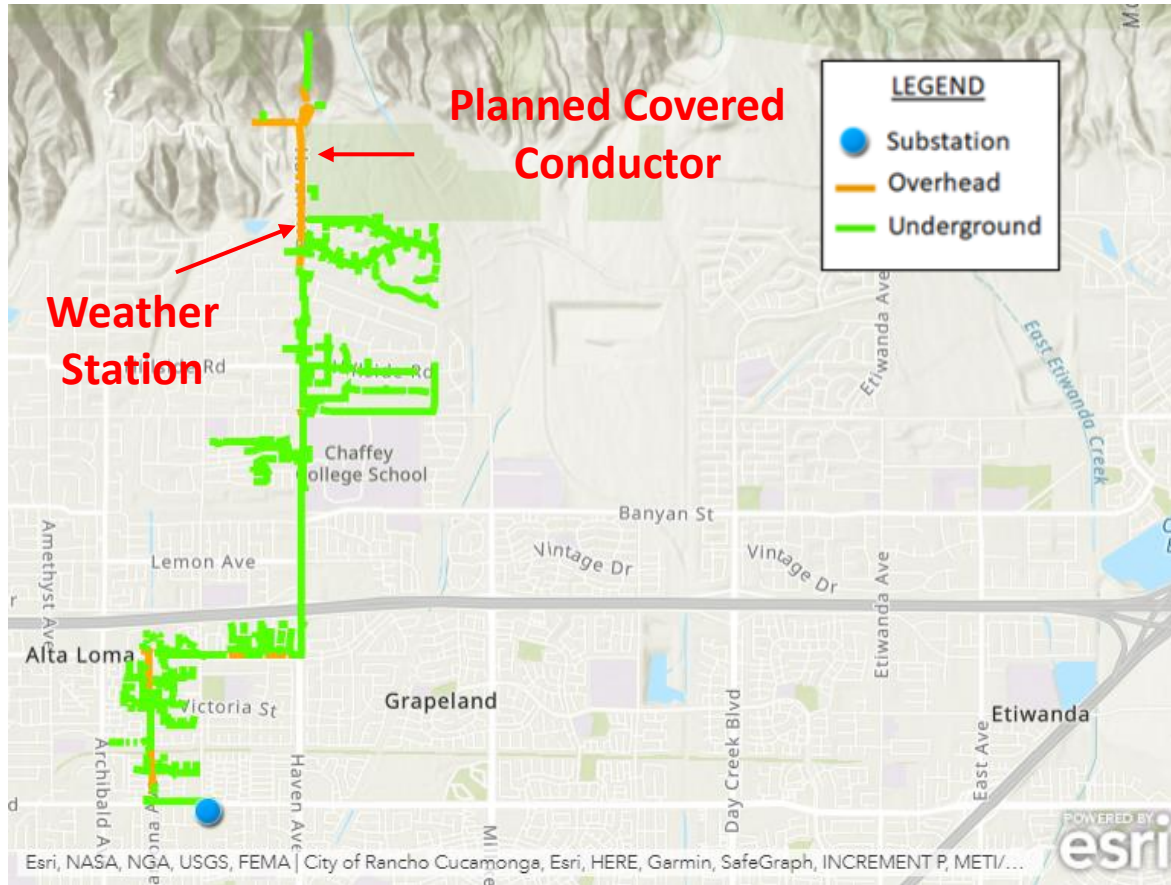 Mo
LEGEND
Substation
Overhead
Underground
Planned Covered
Conductor
Weather
Station
Etiwanda Ave
East Etiwanda Creek
Hillside Rd
Chaffey
College School
Banyan St
Vintage Dr
Vintage Dr
Amethyst Ave
Lemon Ave
Etiwanda Ave
Alta Loma
Victoria St
Grapeland
Etiwanda
Archibald A
Haven Ave
Day Creek Blvd
East Ave
POWERED BY
esri
Esri, NASA, NGA, USGS, FEMA | City of Rancho Cucamonga, Esri, HERE, Garmin, SafeGraph, INCREMENT P, METI/...